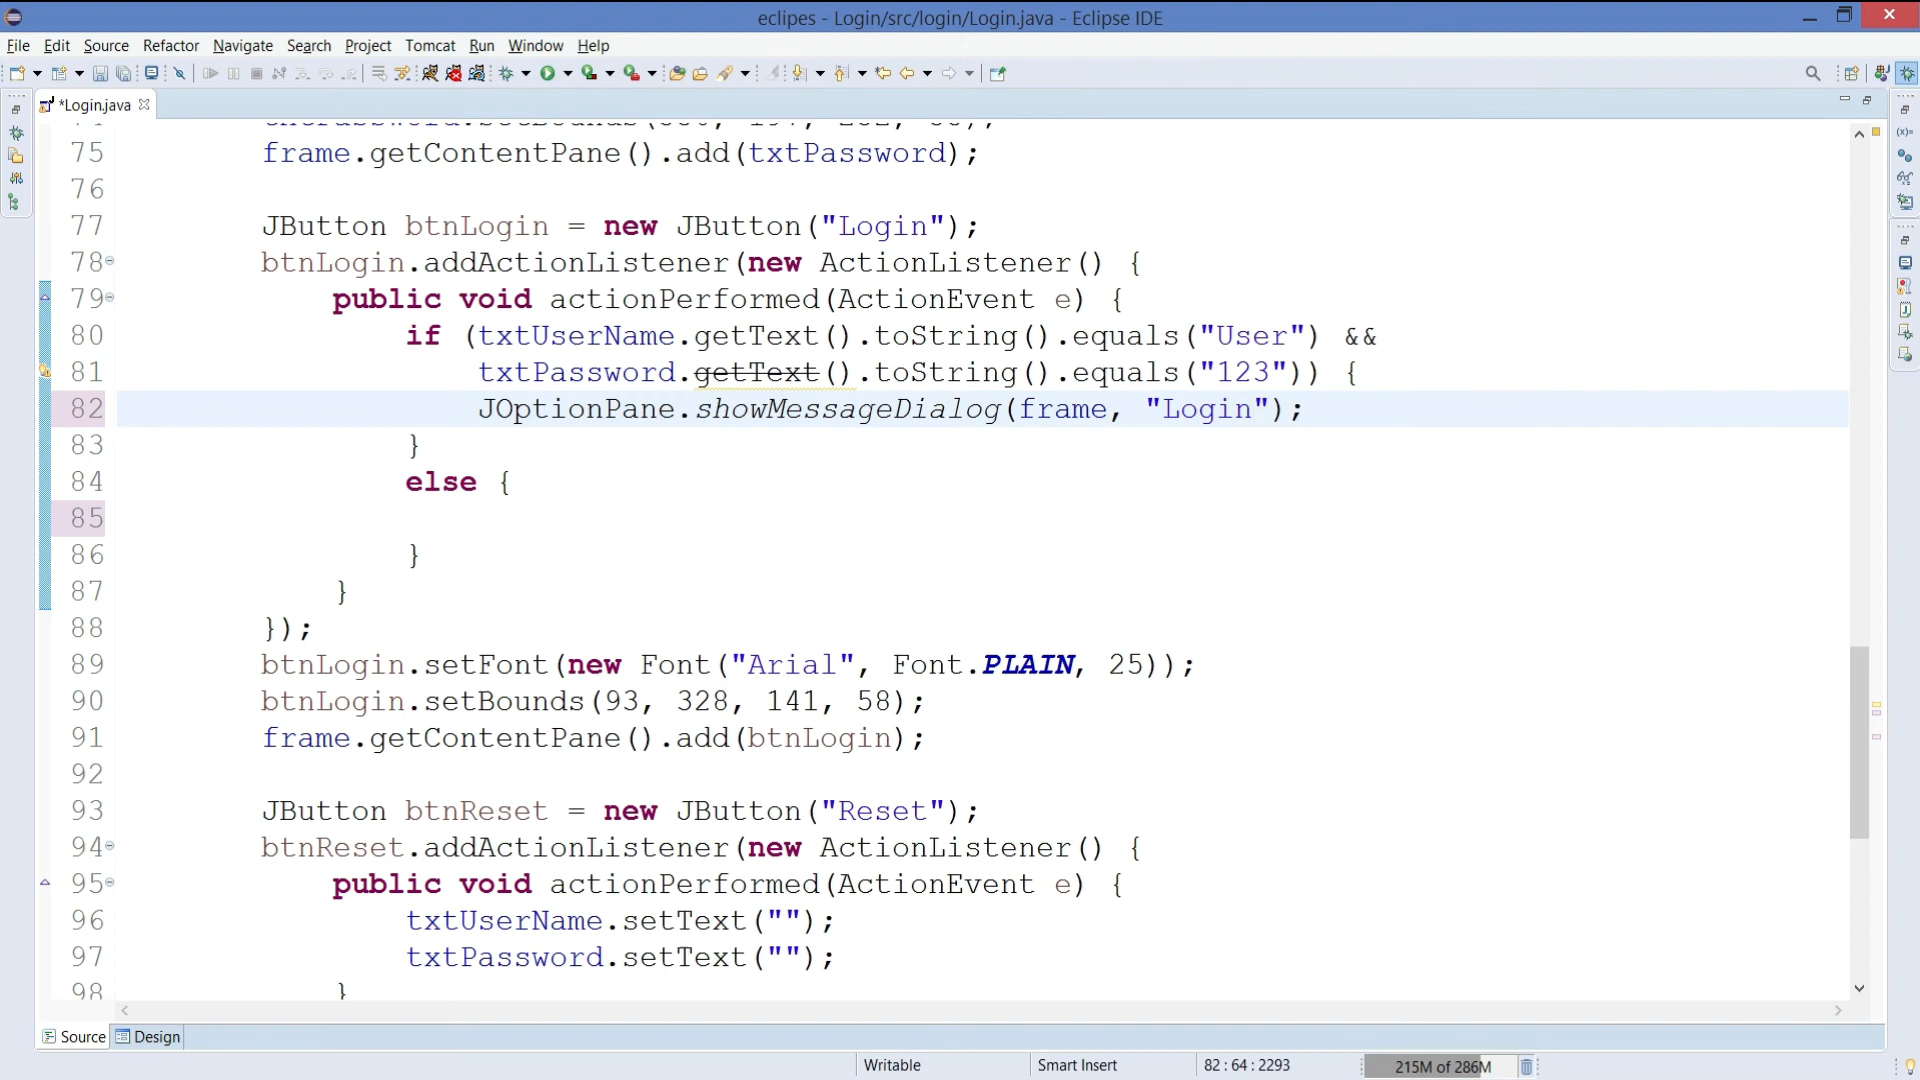 eclipes - Login/src/login/Login.java - Eclipse IDE
File Edit Source Refactor Navigate Search Project Tomcat Run Window Help
*Login.java
75 frame.getContentPane().add(txtPassword);
76
77 JButton btnLogin = new JButton("Login");
78 btnLogin.addActionListener(new ActionListener() {
79 public void actionPerformed(ActionEvent e) {
80 if (txtUserName.getText().toString().equals("User") &&
81 txtPassword.getText().toString().equals("123")) {
82 JOptionPane.showMessageDialog(frame, "Login");
83 }
84 else {
85
86 }
87 }
88 });
89 btnLogin.setFont(new Font("Arial", Font.PLAIN, 25));
90 btnLogin.setBounds(93, 328, 141, 58);
91 frame.getContentPane().add(btnLogin);
92
93 JButton btnReset = new JButton("Reset");
94 btnReset.addActionListener(new ActionListener() {
95 public void actionPerformed(ActionEvent e) {
96 txtUserName.setText("");
97 txtPassword.setText("");
98 }
Source Design
Writable Smart Insert 82 : 64 : 2293 215M of 286M